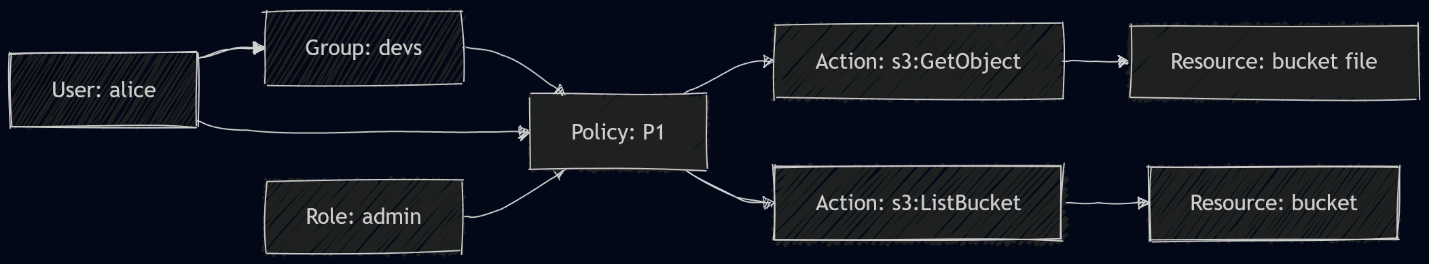 User: alice
Group: devs
Role: admin
Policy: P1
Action: s3:GetObject
Resource: bucket file
Action: s3:ListBucket
Resource: bucket